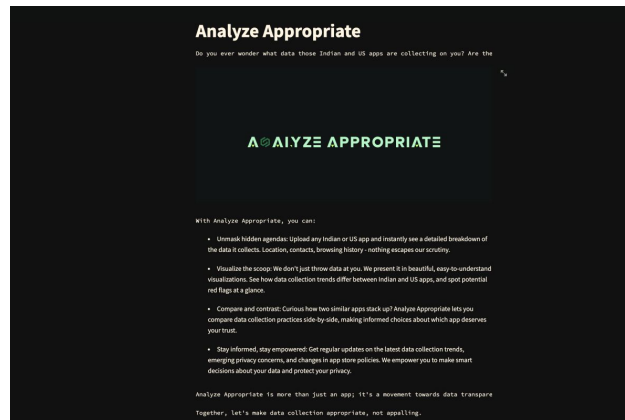 Analyze Appropriate
Do you ever wonder what data those Indian and US apps are collecting on you? Are the
ANALYZE APPROPRIATE
With Analyze Appropriate, you can:
• Unmask hidden agendas: Upload any Indian or US app and instantly see a detailed breakdown of
the data it collects. Location, contacts, browsing history - nothing escapes our scrutiny.
• Visualize the scoop: We don't just throw data at you. We present it in beautiful, easy-to-understand
visualizations. See how data collection trends differ between Indian and US apps, and spot potential
red flags at a glance.
• Compare and contrast: Curious how two similar apps stack up? Analyze Appropriate lets you
compare data collection practices side-by-side, making informed choices about which app deserves
your trust.
• Stay informed, stay empowered: Get regular updates on the latest data collection trends,
emerging privacy concerns, and changes in app store policies. We empower you to make smart
decisions about your data and protect your privacy.
Analyze Appropriate is more than just an app; it's a movement towards data transpare
Together, let's make data collection appropriate, not appalling.